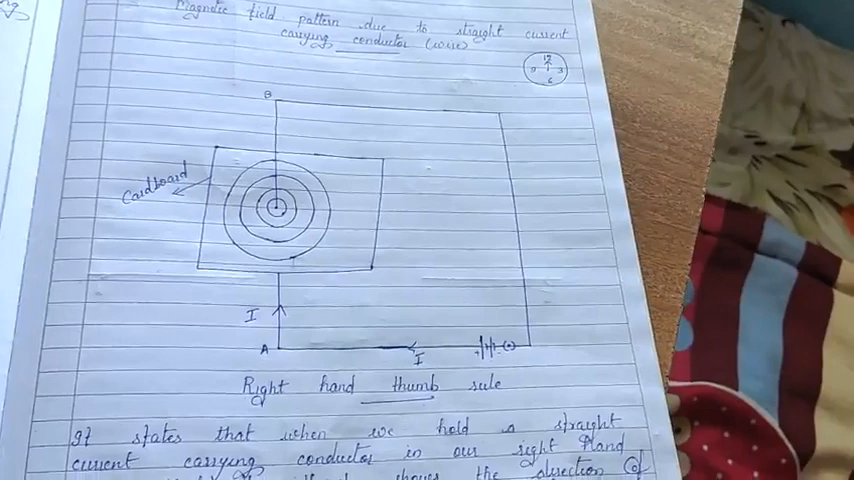 Magnetic field pattern due to straight current
carrying conductor (wire)
12
9 3
6
B
Cardboard
I
A
I
Right hand thumb rule
It states that when we hold a straight
current carrying conductor in our right hand
shows the direction of